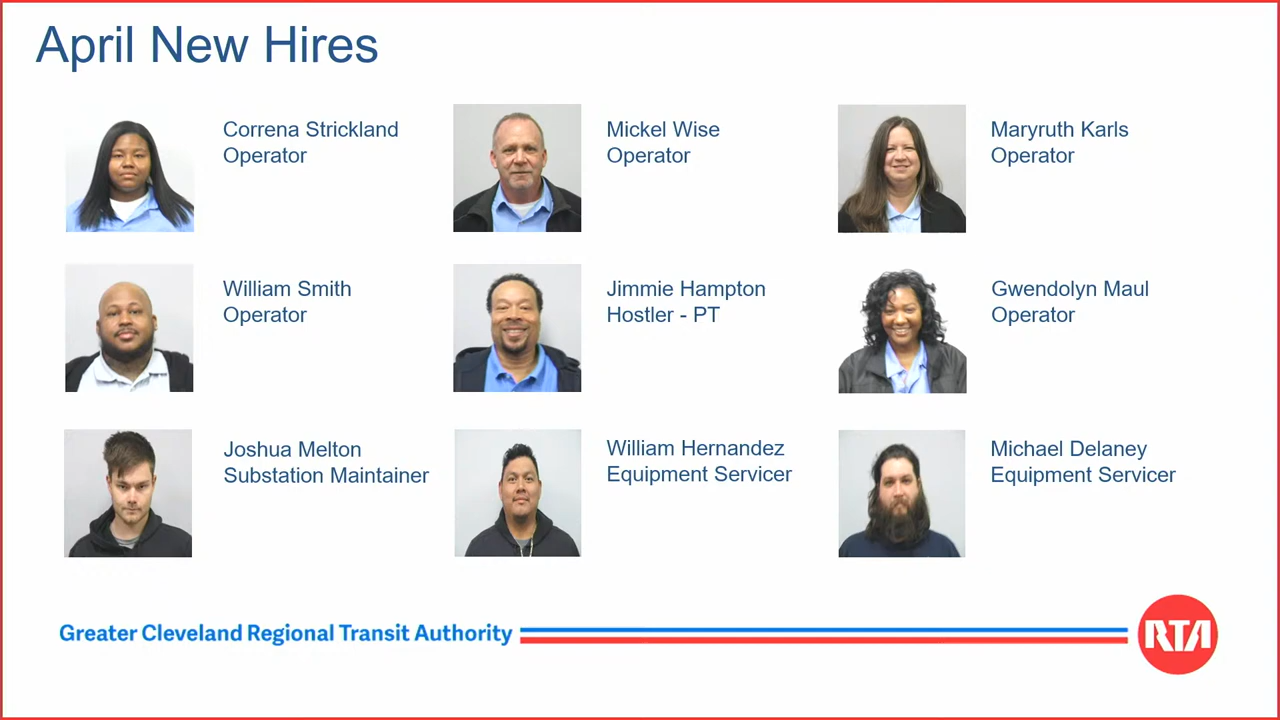 April New Hires
Correna Strickland
Operator
Mickel Wise
Operator
Maryruth Karls
Operator
William Smith
Operator
Jimmie Hampton
Hostler - PT
Gwendolyn Maul
Operator
Joshua Melton
Substation Maintainer
William Hernandez
Equipment Servicer
Michael Delaney
Equipment Servicer
Greater Cleveland Regional Transit Authority
RTA